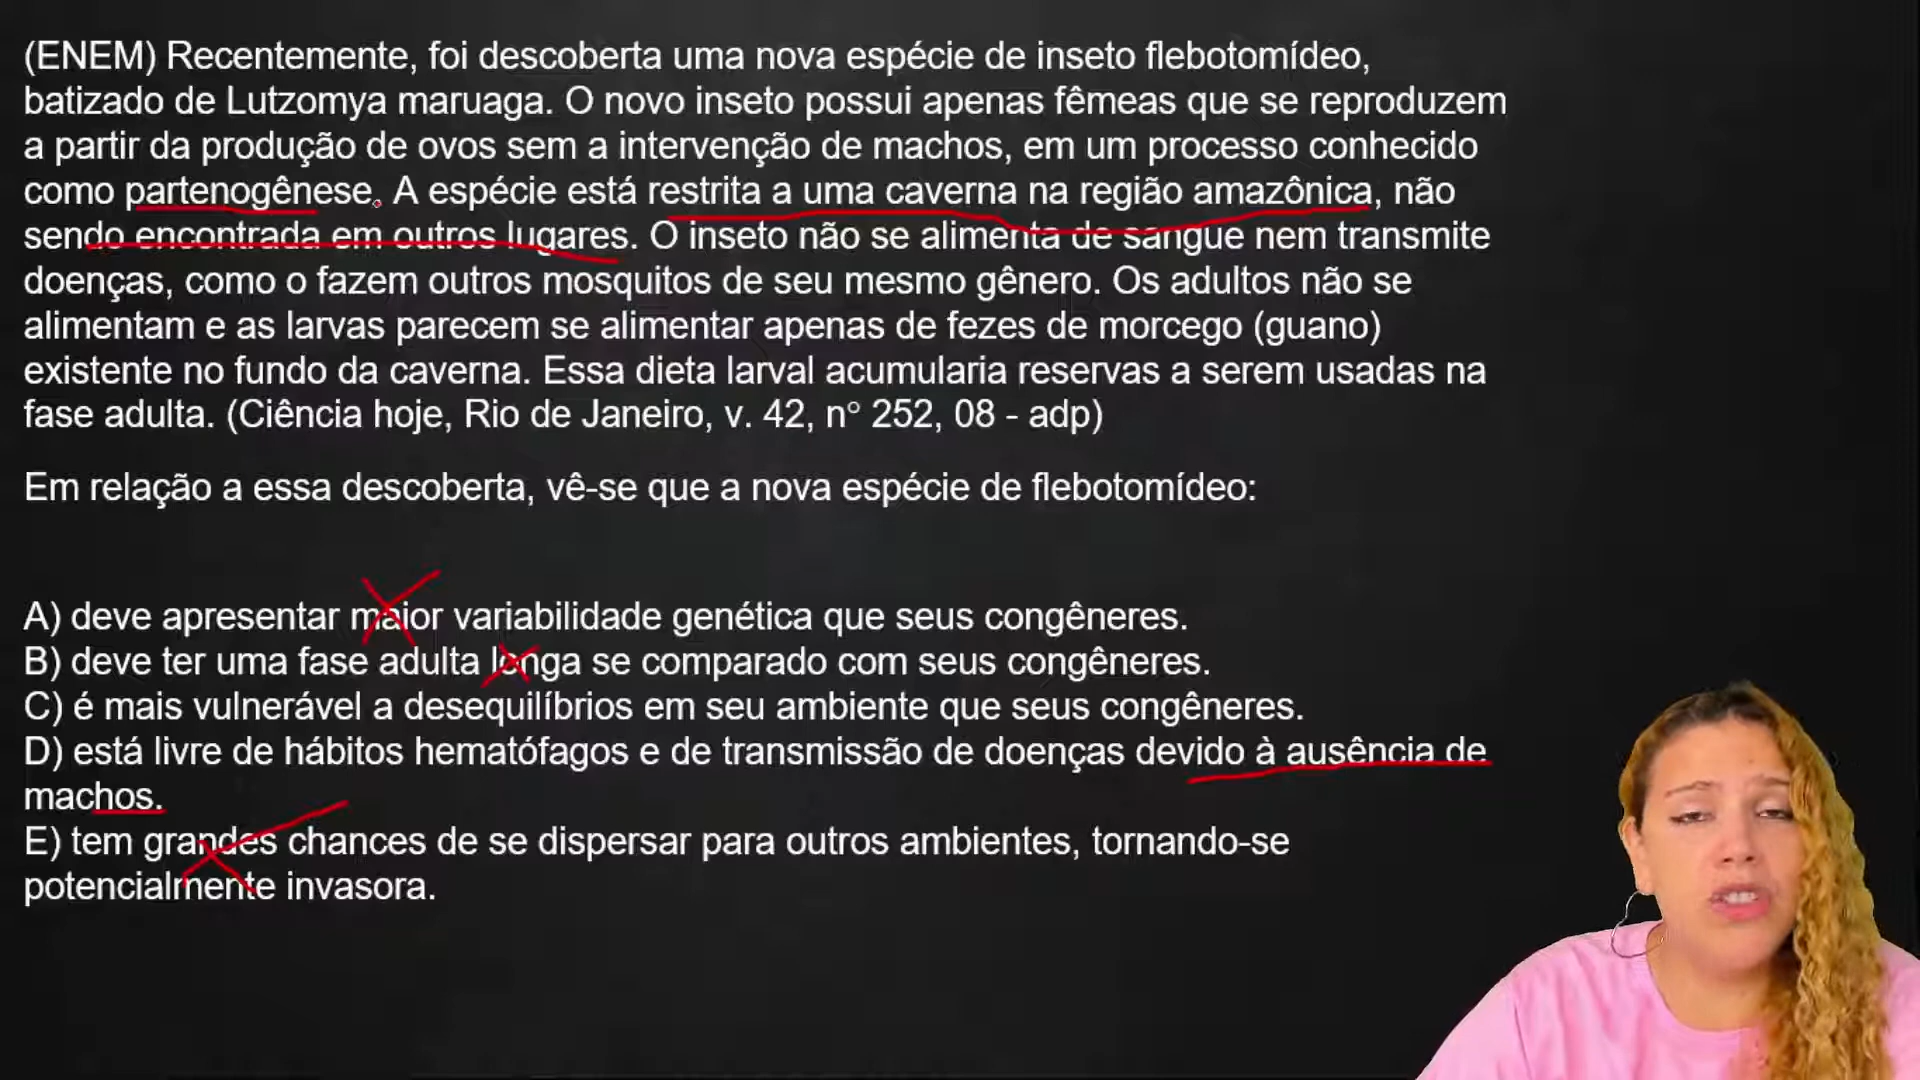 (ENEM) Recentemente, foi descoberta uma nova espécie de inseto flebotomídeo,
batizado de Lutzomya maruaga. O novo inseto possui apenas fêmeas que se reproduzem
a partir da produção de ovos sem a intervenção de machos, em um processo conhecido
como partenogênese. A espécie está restrita a uma caverna na região amazônica, não
sendo encontrada em outros lugares. O inseto não se alimenta de sangue nem transmite
doenças, como o fazem outros mosquitos de seu mesmo gênero. Os adultos não se
alimentam e as larvas parecem se alimentar apenas de fezes de morcego (guano)
existente no fundo da caverna. Essa dieta larval acumularia reservas a serem usadas na
fase adulta. (Ciência hoje, Rio de Janeiro, v. 42, nº 252, 08 - adp)
Em relação a essa descoberta, vê-se que a nova espécie de flebotomídeo:
A) deve apresentar maior variabilidade genética que seus congêneres.
B) deve ter uma fase adulta longa se comparado com seus congêneres.
C) é mais vulnerável a desequilíbrios em seu ambiente que seus congêneres.
D) está livre de hábitos hematófagos e de transmissão de doenças devido à ausência de
machos.
E) tem grandes chances de se dispersar para outros ambientes, tornando-se
potencialmente invasora.